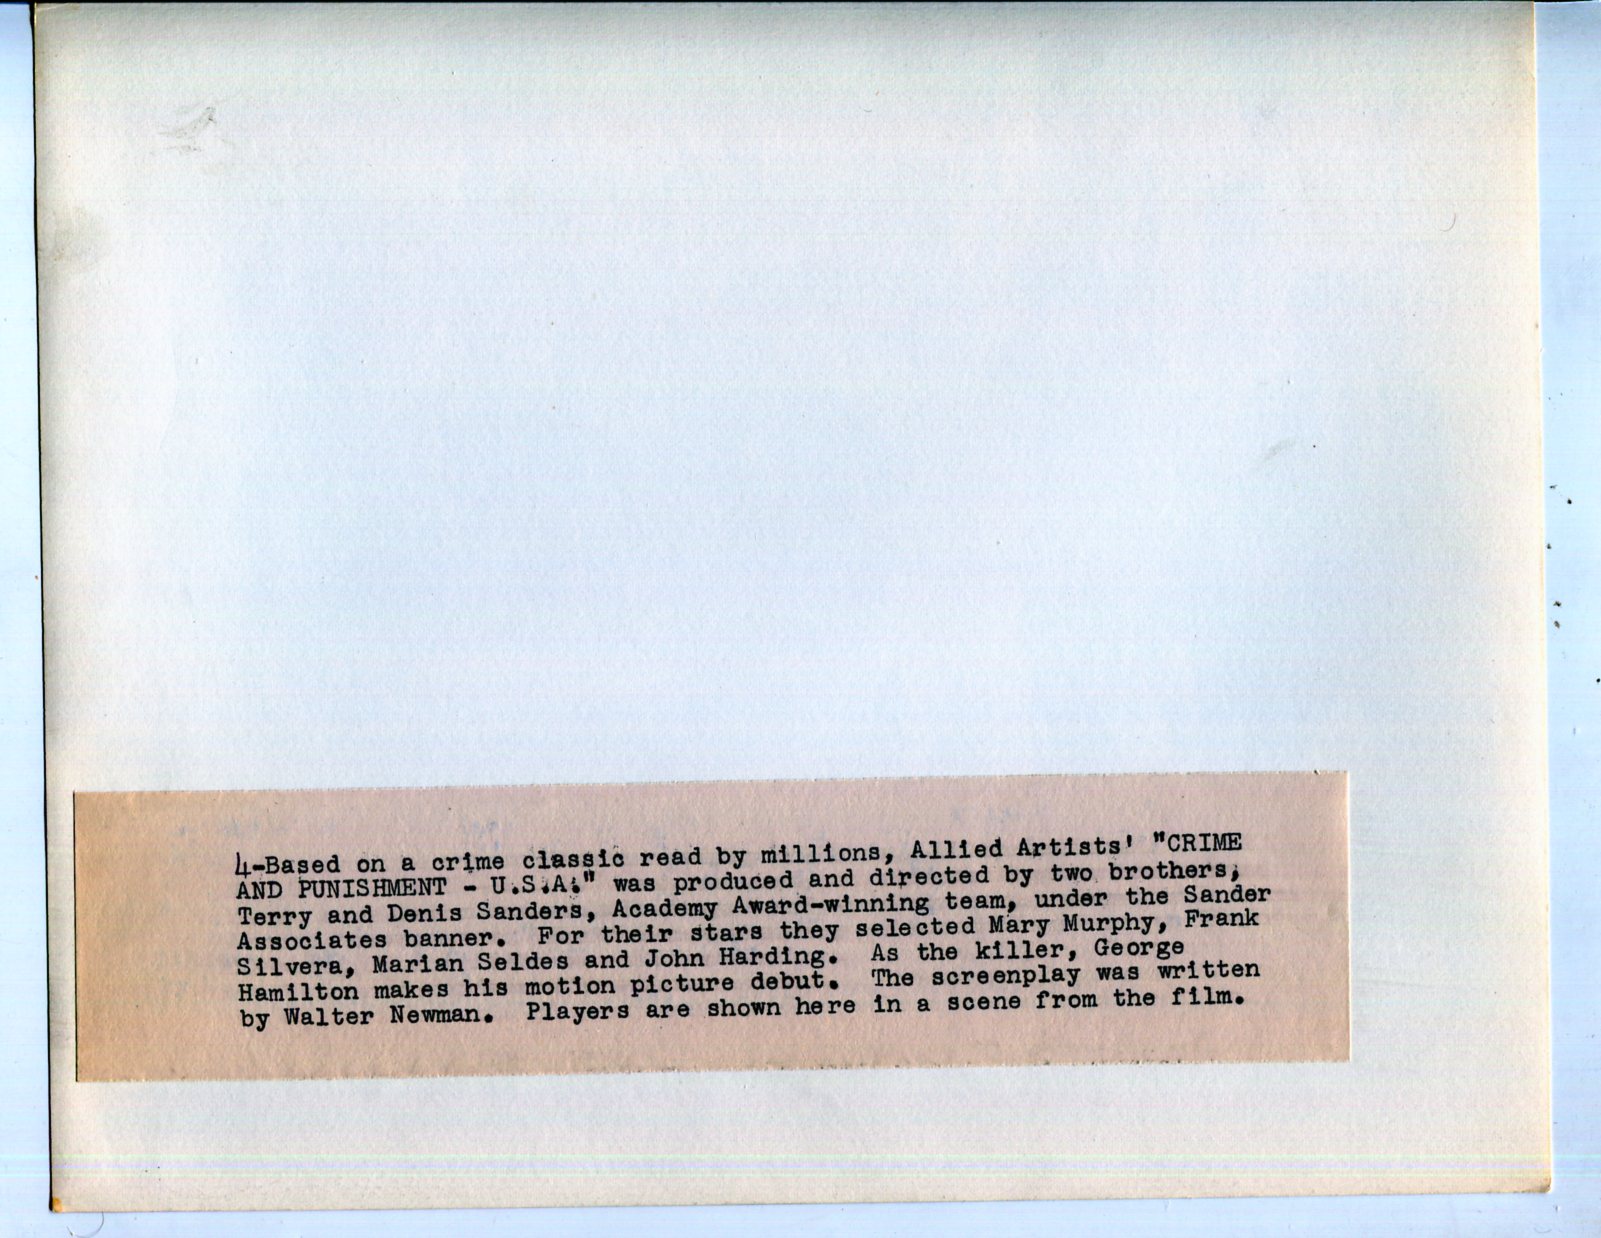 4-Based on a crime classic read by millions, Allied Artists' "CRIME
AND PUNISHMENT - U.S.A." was produced and directed by two brothers,
Terry and Denis Sanders, Academy Award-winning team, under the Sander
Associates banner.  For their stars they selected Mary Murphy, Frank
Silvera, Marian Seldes and John Harding.  As the killer, George
Hamilton makes his motion picture debut.  The screenplay was written
by Walter Newman.  Players are shown here in a scene from the film.